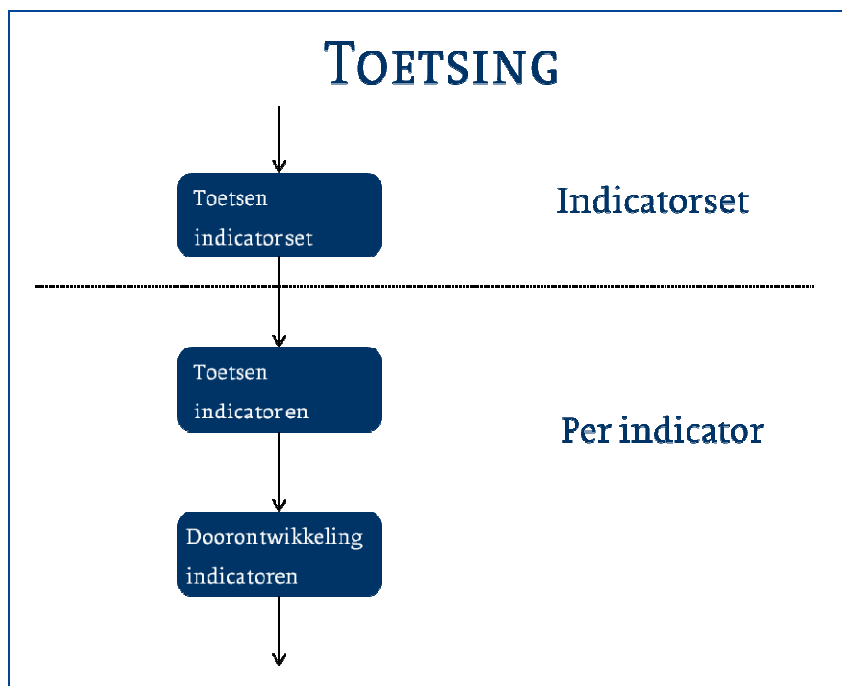 TOETSING
Toetsen
indicatorset
Indicatorset
Toetsen
indicatoren
Per indicator
Doorontwikkeling
indicatoren